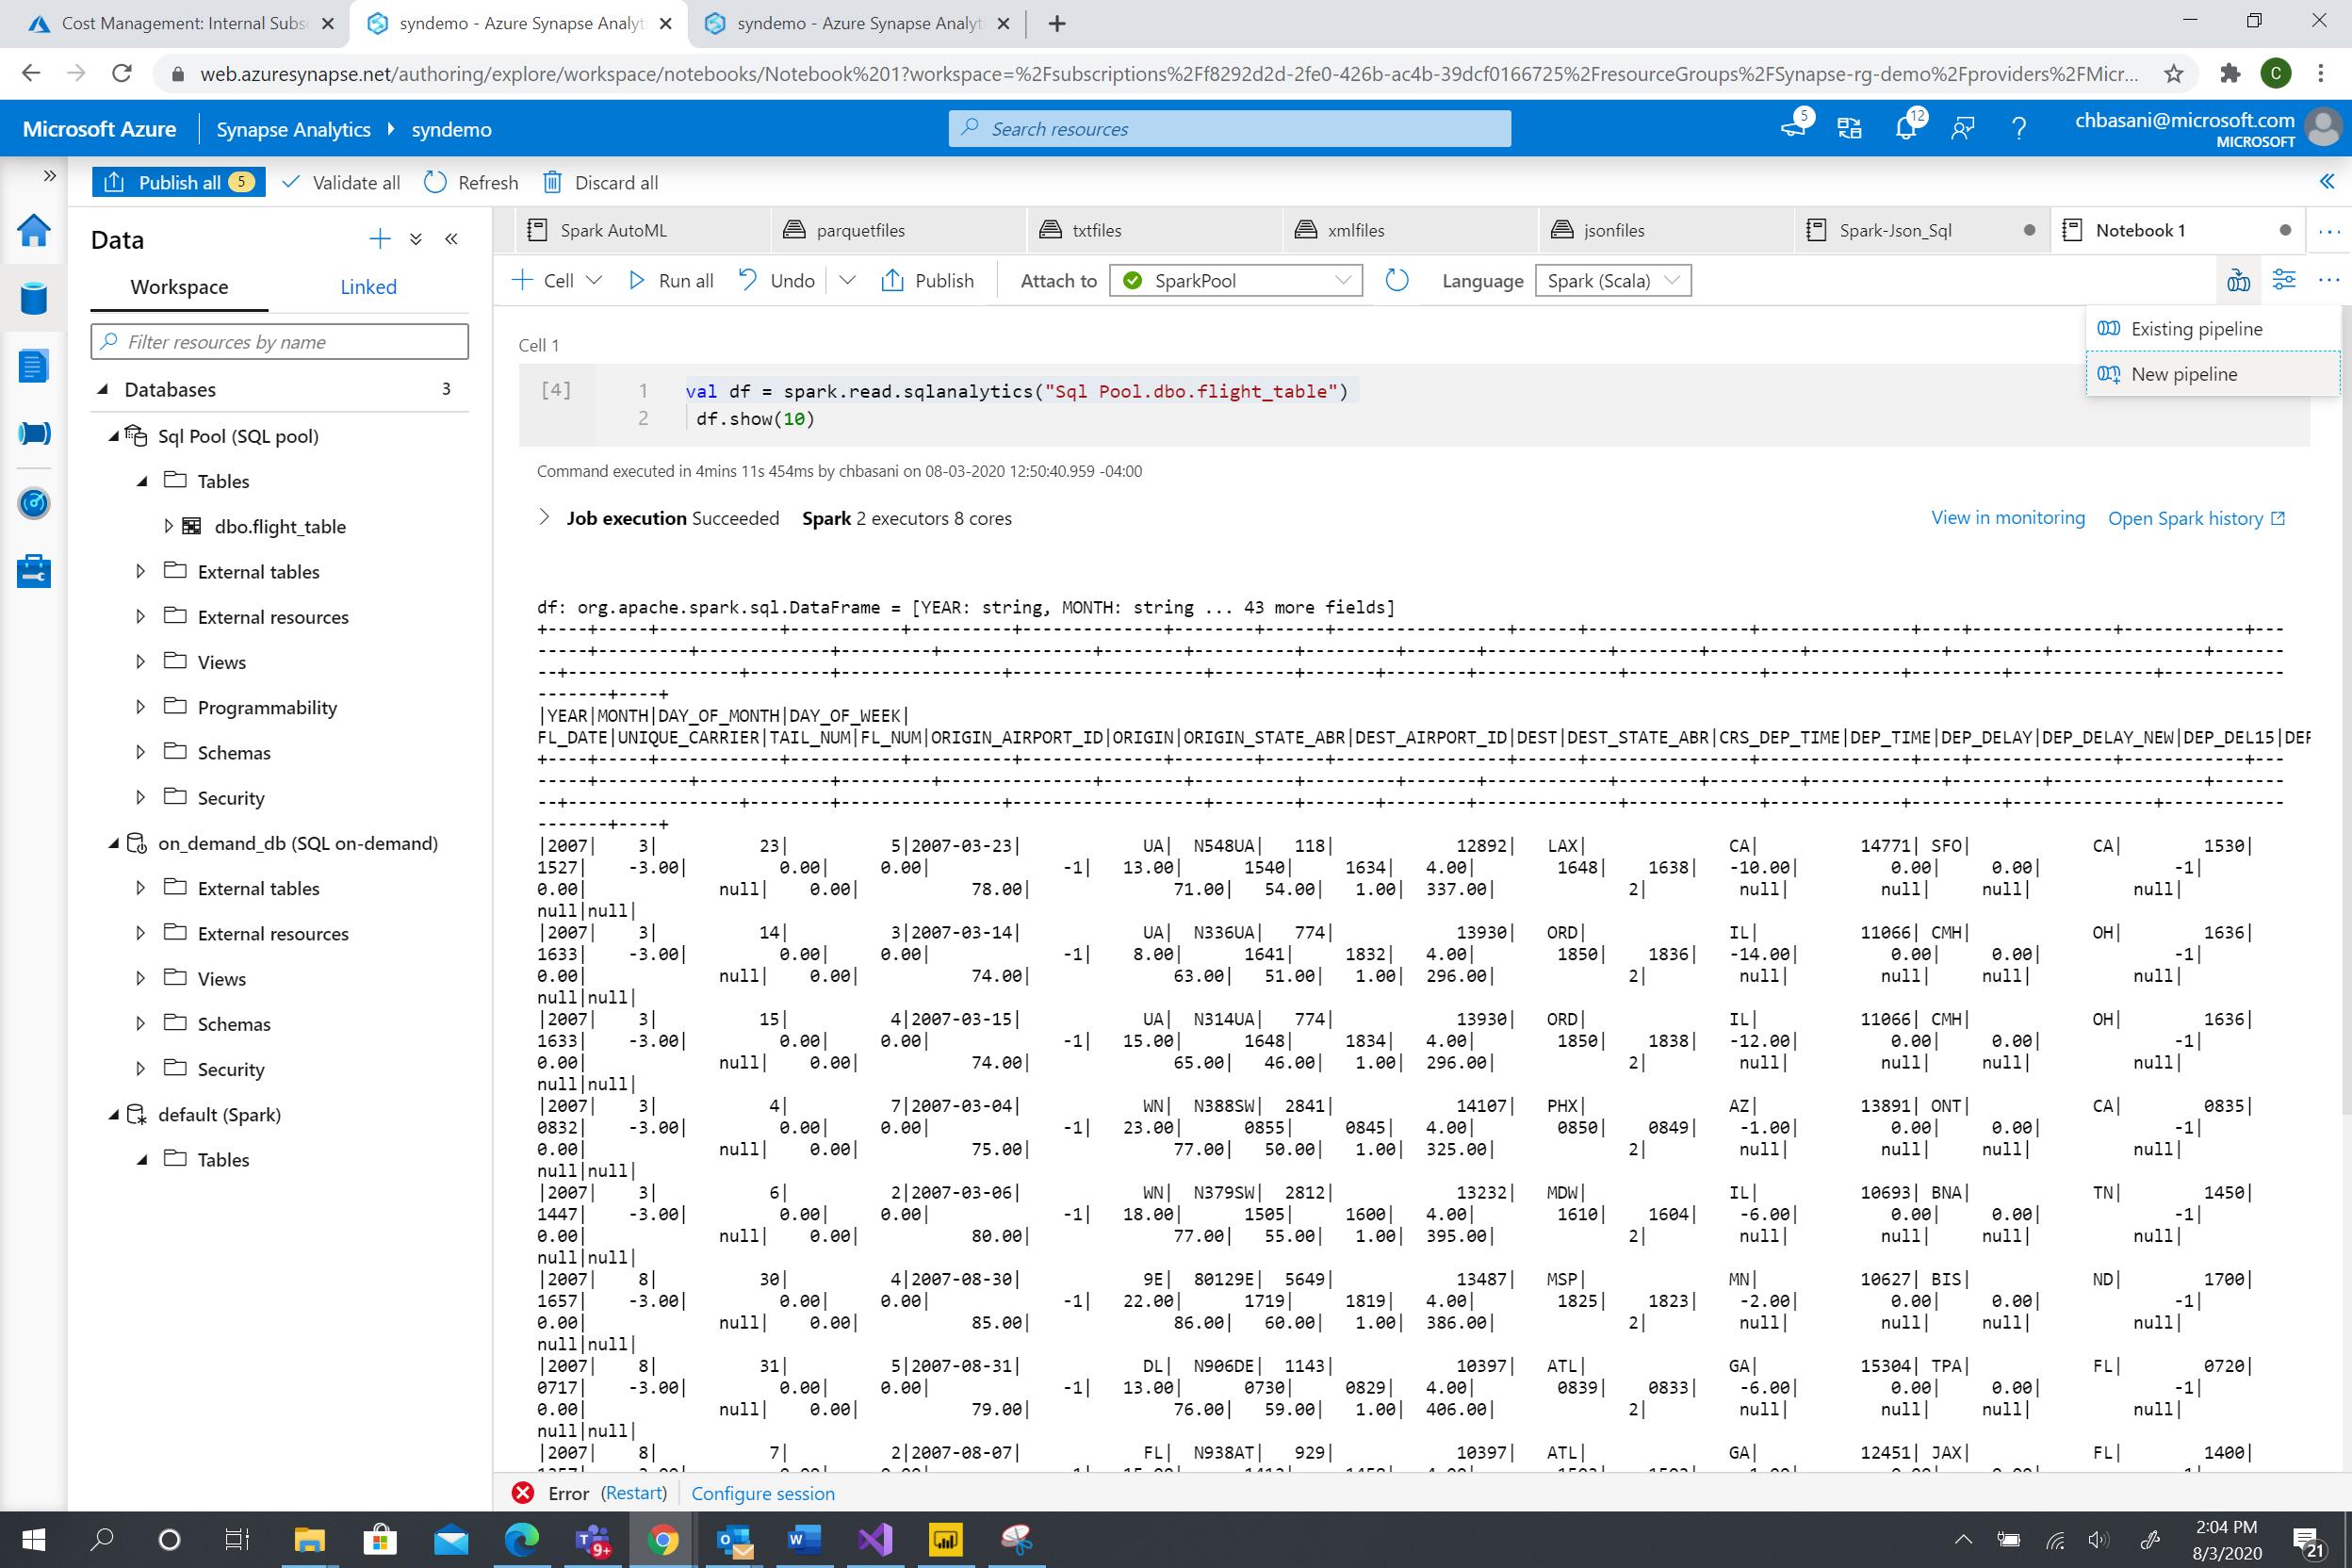 Cost Management: Internal Subs
syndemo - Azure Synapse Analyt
syndemo - Azure Synapse Analyt
web.azuresynapse.net/authoring/explore/workspace/notebooks/Notebook%201?workspace=%2Fsubscriptions%2Ff8292d2d-2fe0-426b-ac4b-39dcf0166725%2FresourceGroups%2FSynapse-rg-demo%2Fproviders%2FMicr...
C
Microsoft Azure
Synapse Analytics
syndemo
Search resources
5
12
?
chbasani@microsoft.com
MICROSOFT
Publish all 5
Validate all
Refresh
Discard all
Data
Workspace
Linked
Filter resources by name
Databases 3
Sql Pool (SQL pool)
Tables
dbo.flight_table
External tables
External resources
Views
Programmability
Schemas
Security
on_demand_db (SQL on-demand)
External tables
External resources
Views
Schemas
Security
default (Spark)
Tables
Spark AutoML
parquetfiles
txtfiles
xmlfiles
jsonfiles
Spark-Json_Sql
Notebook 1
Cell
Run all
Undo
Publish
Attach to
SparkPool
Language
Spark (Scala)
Existing pipeline
New pipeline
Cell 1
[4]
1 val df = spark.read.sqlanalytics("Sql Pool.dbo.flight_table")
2 df.show(10)
Command executed in 4mins 11s 454ms by chbasani on 08-03-2020 12:50:40.959 -04:00
Job execution Succeeded Spark 2 executors 8 cores
View in monitoring
Open Spark history
df: org.apache.spark.sql.DataFrame = [YEAR: string, MONTH: string ... 43 more fields]
|YEAR|MONTH|DAY_OF_MONTH|DAY_OF_WEEK|
FL_DATE|UNIQUE_CARRIER|TAIL_NUM|FL_NUM|ORIGIN_AIRPORT_ID|ORIGIN|ORIGIN_STATE_ABR|DEST_AIRPORT_ID|DEST|DEST_STATE_ABR|CRS_DEP_TIME|DEP_TIME|DEP_DELAY|DEP_DELAY_NEW|DEP_DEL15|DEP
|2007| 3| 23| 5|2007-03-23| UA| N548UA| 118| 12892| LAX| CA| 14771| SFO| CA| 1530|
1527| -3.00| 0.00| 0.00| -1| 13.00| 1540| 1634| 4.00| 1648| 1638| -10.00| 0.00| 0.00| -1|
0.00| null| 0.00| 78.00| 71.00| 54.00| 1.00| 337.00| 2| null| null| null| null|
null|null|
|2007| 3| 14| 3|2007-03-14| UA| N336UA| 774| 13930| ORD| IL| 11066| CMH| OH| 1636|
1633| -3.00| 0.00| 0.00| -1| 8.00| 1641| 1832| 4.00| 1850| 1836| -14.00| 0.00| 0.00| -1|
0.00| null| 0.00| 74.00| 63.00| 51.00| 1.00| 296.00| 2| null| null| null| null|
null|null|
|2007| 3| 15| 4|2007-03-15| UA| N314UA| 774| 13930| ORD| IL| 11066| CMH| OH| 1636|
1633| -3.00| 0.00| 0.00| -1| 15.00| 1648| 1834| 4.00| 1850| 1838| -12.00| 0.00| 0.00| -1|
0.00| null| 0.00| 74.00| 65.00| 46.00| 1.00| 296.00| 2| null| null| null| null|
null|null|
|2007| 3| 4| 7|2007-03-04| WN| N388SW| 2841| 14107| PHX| AZ| 13891| ONT| CA| 0835|
0832| -3.00| 0.00| 0.00| -1| 23.00| 0855| 0845| 4.00| 0850| 0849| -1.00| 0.00| 0.00| -1|
0.00| null| 0.00| 75.00| 77.00| 50.00| 1.00| 325.00| 2| null| null| null| null|
null|null|
|2007| 3| 6| 2|2007-03-06| WN| N379SW| 2812| 13232| MDW| IL| 10693| BNA| TN| 1450|
1447| -3.00| 0.00| 0.00| -1| 18.00| 1505| 1600| 4.00| 1610| 1604| -6.00| 0.00| 0.00| -1|
0.00| null| 0.00| 80.00| 77.00| 55.00| 1.00| 395.00| 2| null| null| null| null|
null|null|
|2007| 8| 30| 4|2007-08-30| 9E| 80129E| 5649| 13487| MSP| MN| 10627| BIS| ND| 1700|
1657| -3.00| 0.00| 0.00| -1| 22.00| 1719| 1819| 4.00| 1825| 1823| -2.00| 0.00| 0.00| -1|
0.00| null| 0.00| 85.00| 86.00| 60.00| 1.00| 386.00| 2| null| null| null| null|
null|null|
|2007| 8| 31| 5|2007-08-31| DL| N906DE| 1143| 10397| ATL| GA| 15304| TPA| FL| 0720|
0717| -3.00| 0.00| 0.00| -1| 13.00| 0730| 0829| 4.00| 0839| 0833| -6.00| 0.00| 0.00| -1|
0.00| null| 0.00| 79.00| 76.00| 59.00| 1.00| 406.00| 2| null| null| null| null|
null|null|
|2007| 8| 7| 2|2007-08-07| FL| N938AT| 929| 10397| ATL| GA| 12451| JAX| FL| 1400|
Error (Restart)
Configure session
9+
2:04 PM
8/3/2020
21